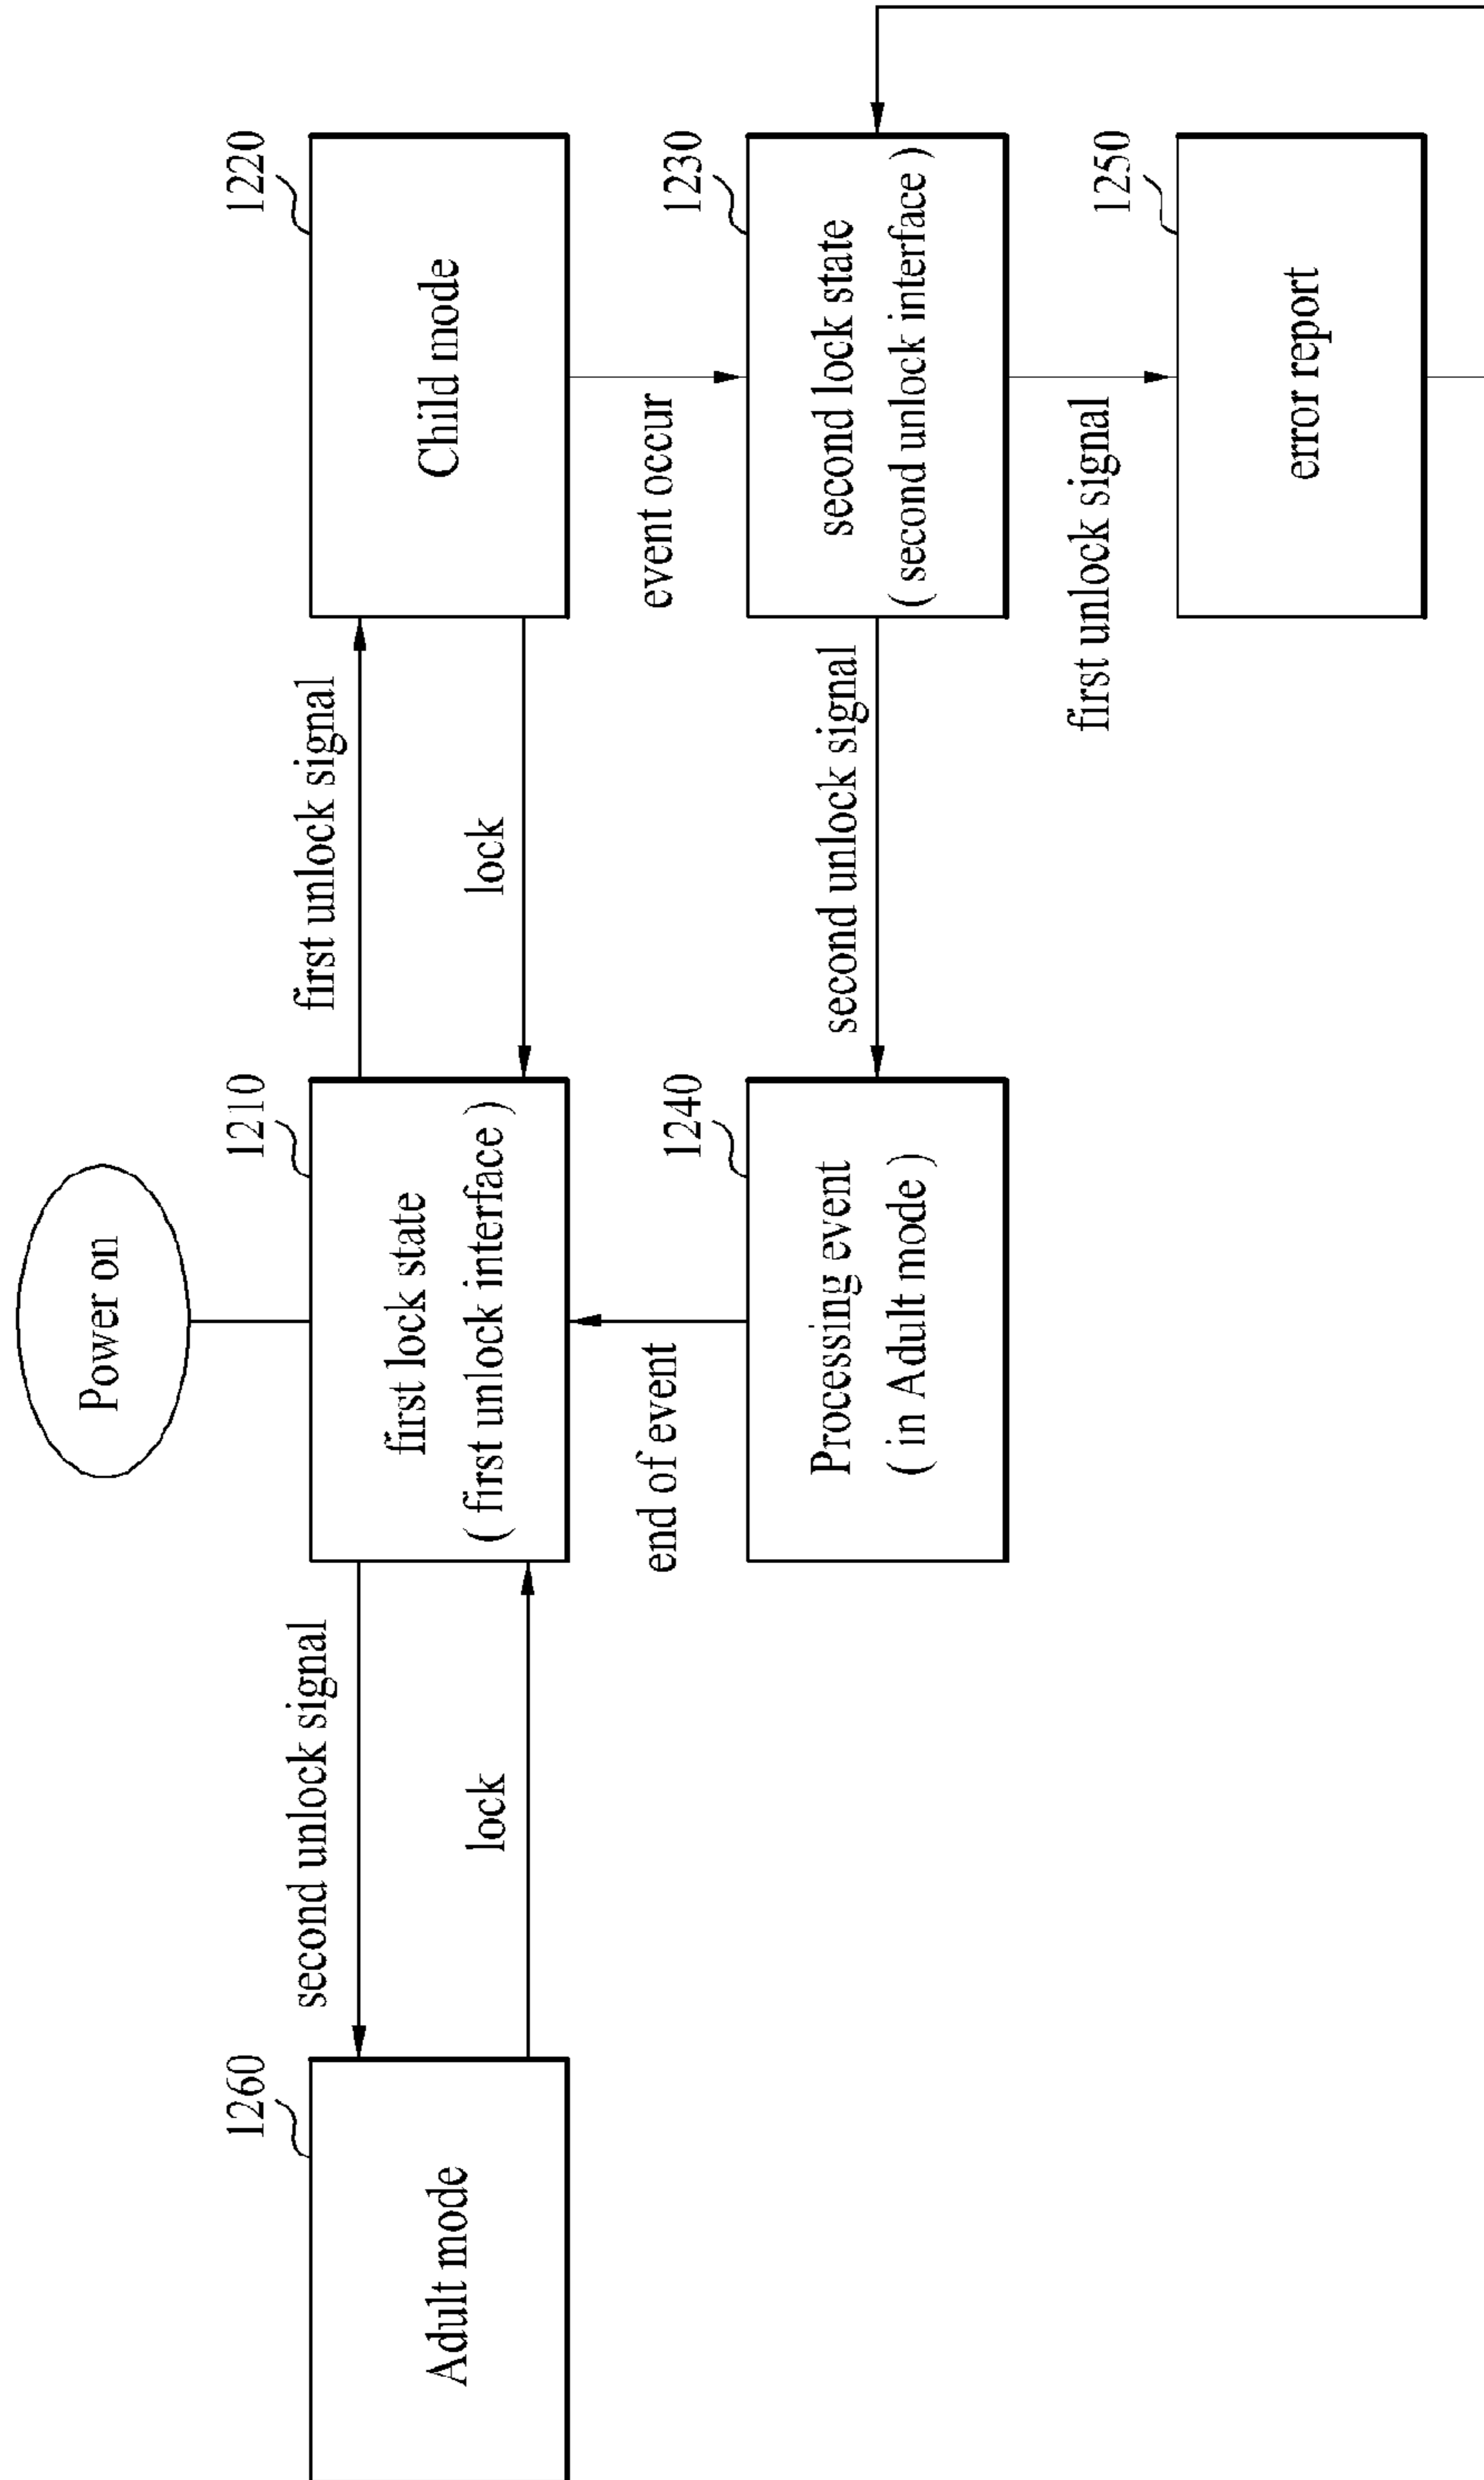 Power on
1260
1210
1220
Adult mode
second unlock signal
lock
first lock state
( first unlock interface )
first unlock signal
lock
Child mode
end of event
event occur
1240
1230
Processing event
( in Adult mode )
second unlock signal
second lock state
( second unlock interface )
first unlock signal
1250
error report